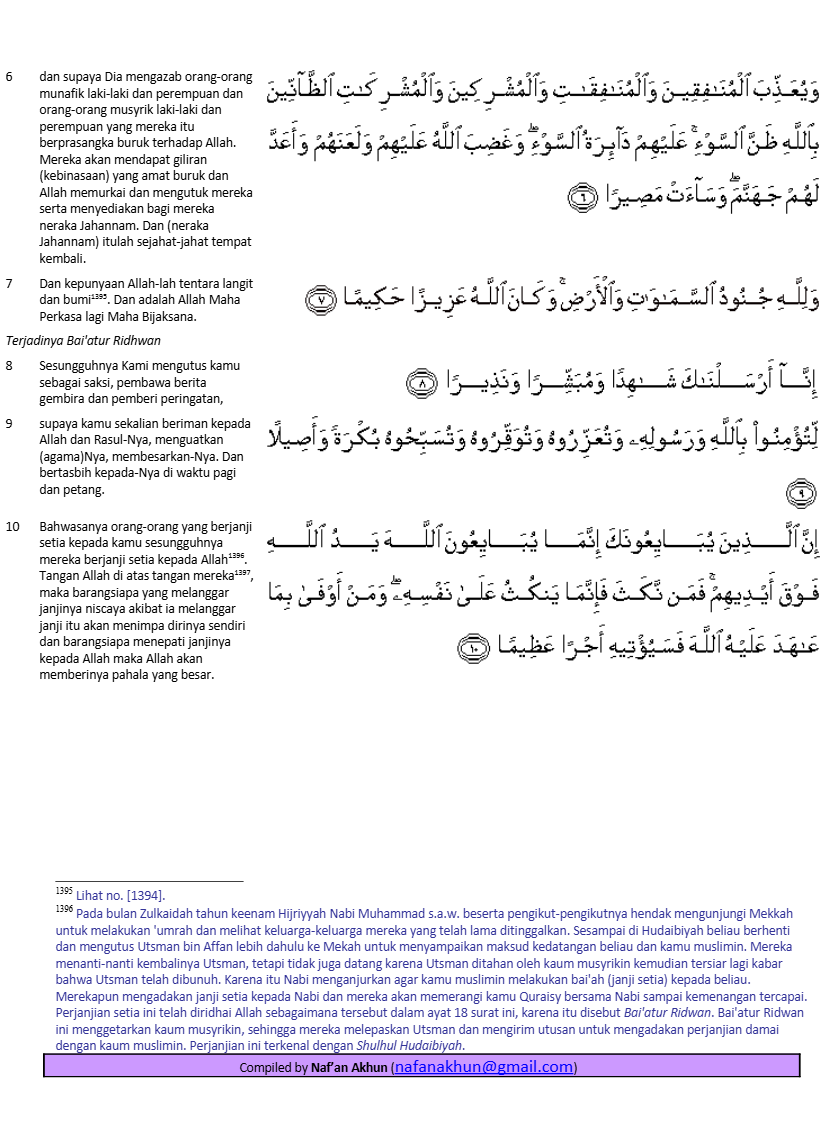 6 dan supaya Dia mengazab orang-orang
munafik laki-laki dan perempuan dan
orang-orang musyrik laki-laki dan
perempuan yang mereka itu
berprasangka buruk terhadap Allah.
Mereka akan mendapat giliran
(kebinasaan) yang amat buruk dan
Allah memurkai dan mengutuk mereka
serta menyediakan bagi mereka
neraka Jahannam. Dan (neraka
Jahannam) itulah sejahat-jahat tempat
kembali.
وَيُعَذِّبَ ٱلْمُنَـٰفِقِينَ وَٱلْمُنَـٰفِقَـٰتِ وَٱلْمُشْرِكِينَ وَٱلْمُشْرِكَـٰتِ ٱلظَّآنِّينَ
بِٱللَّهِ ظَنَّ ٱلسَّوْءِ ۚ عَلَيْهِمْ دَآئِرَةُ ٱلسَّوْءِ ۖ وَغَضِبَ ٱللَّهُ عَلَيْهِمْ وَلَعَنَهُمْ وَأَعَدَّ
لَهُمْ جَهَنَّمَ ۖ وَسَآءَتْ مَصِيرًا ٦
7 Dan kepunyaan Allah-lah tentara langit
dan bumi¹³⁹⁵. Dan adalah Allah Maha
Perkasa lagi Maha Bijaksana.
وَلِلَّهِ جُنُودُ ٱلسَّمَـٰوَٰتِ وَٱلْأَرْضِ ۚ وَكَانَ ٱللَّهُ عَزِيزًا حَكِيمًا ٧
Terjadinya Bai'atur Ridhwan
8 Sesungguhnya Kami mengutus kamu
sebagai saksi, pembawa berita
gembira dan pemberi peringatan,
إِنَّآ أَرْسَلْنَـٰكَ شَـٰهِدًا وَمُبَشِّرًا وَنَذِيرًا ٨
9 supaya kamu sekalian beriman kepada
Allah dan Rasul-Nya, menguatkan
(agama)Nya, membesarkan-Nya. Dan
bertasbih kepada-Nya di waktu pagi
dan petang.
لِّتُؤْمِنُوا۟ بِٱللَّهِ وَرَسُولِهِۦ وَتُعَزِّرُوهُ وَتُوَقِّرُوهُ وَتُسَبِّحُوهُ بُكْرَةً وَأَصِيلًا
٩
10 Bahwasanya orang-orang yang berjanji
setia kepada kamu sesungguhnya
mereka berjanji setia kepada Allah¹³⁹⁶.
Tangan Allah di atas tangan mereka¹³⁹⁷,
maka barangsiapa yang melanggar
janjinya niscaya akibat ia melanggar
janji itu akan menimpa dirinya sendiri
dan barangsiapa menepati janjinya
kepada Allah maka Allah akan
memberinya pahala yang besar.
إِنَّ ٱلَّذِينَ يُبَايِعُونَكَ إِنَّمَا يُبَايِعُونَ ٱللَّهَ يَدُ ٱللَّهِ
فَوْقَ أَيْدِيهِمْ ۚ فَمَن نَّكَثَ فَإِنَّمَا يَنكُثُ عَلَىٰ نَفْسِهِۦ ۖ وَمَنْ أَوْفَىٰ بِمَا
عَـٰهَدَ عَلَيْهُ ٱللَّهَ فَسَيُؤْتِيهِ أَجْرًا عَظِيمًا ١٠
¹³⁹⁵ Lihat no. [1394].
¹³⁹⁶ Pada bulan Zulkaidah tahun keenam Hijriyyah Nabi Muhammad s.a.w. beserta pengikut-pengikutnya hendak mengunjungi Mekkah
untuk melakukan 'umrah dan melihat keluarga-keluarga mereka yang telah lama ditinggalkan. Sesampai di Hudaibiyah beliau berhenti
dan mengutus Utsman bin Affan lebih dahulu ke Mekah untuk menyampaikan maksud kedatangan beliau dan kamu muslimin. Mereka
menanti-nanti kembalinya Utsman, tetapi tidak juga datang karena Utsman ditahan oleh kaum musyrikin kemudian tersiar lagi kabar
bahwa Utsman telah dibunuh. Karena itu Nabi menganjurkan agar kamu muslimin melakukan bai'ah (janji setia) kepada beliau.
Merekapun mengadakan janji setia kepada Nabi dan mereka akan memerangi kamu Quraisy bersama Nabi sampai kemenangan tercapai.
Perjanjian setia ini telah diridhai Allah sebagaimana tersebut dalam ayat 18 surat ini, karena itu disebut Bai'atur Ridwan. Bai'atur Ridwan
ini menggetarkan kaum musyrikin, sehingga mereka melepaskan Utsman dan mengirim utusan untuk mengadakan perjanjian damai
dengan kaum muslimin. Perjanjian ini terkenal dengan Shulhul Hudaibiyah.
Compiled by Naf'an Akhun (nafanakhun@gmail.com)